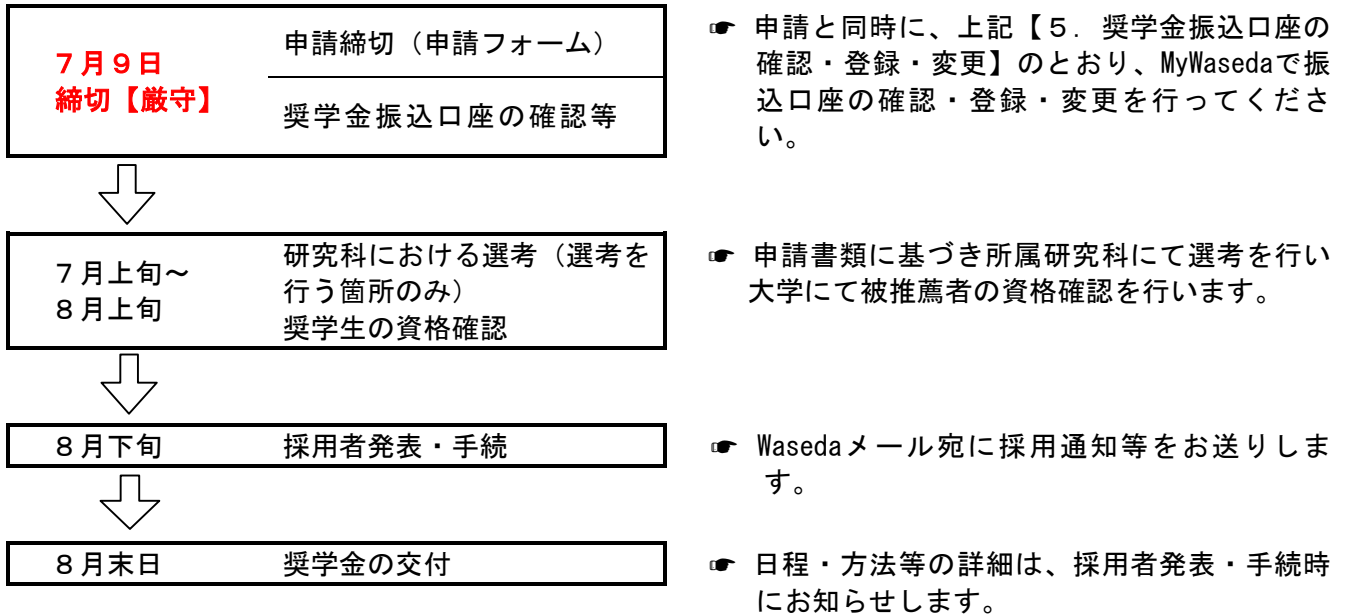 ７月９日
締切【厳守】
申請締切（申請フォーム）
奨学金振込口座の確認等
☛ 申請と同時に、上記【５．奨学金振込口座の
確認・登録・変更】のとおり、MyWasedaで振
込口座の確認・登録・変更を行ってくださ
い。
７月上旬～
８月上旬
研究科における選考（選考を
行う箇所のみ）
奨学生の資格確認
☛ 申請書類に基づき所属研究科にて選考を行い
大学にて被推薦者の資格確認を行います。
８月下旬 採用者発表・手続
☛ Wasedaメール宛に採用通知等をお送りしま
す。
８月末日 奨学金の交付
☛ 日程・方法等の詳細は、採用者発表・手続時
にお知らせします。